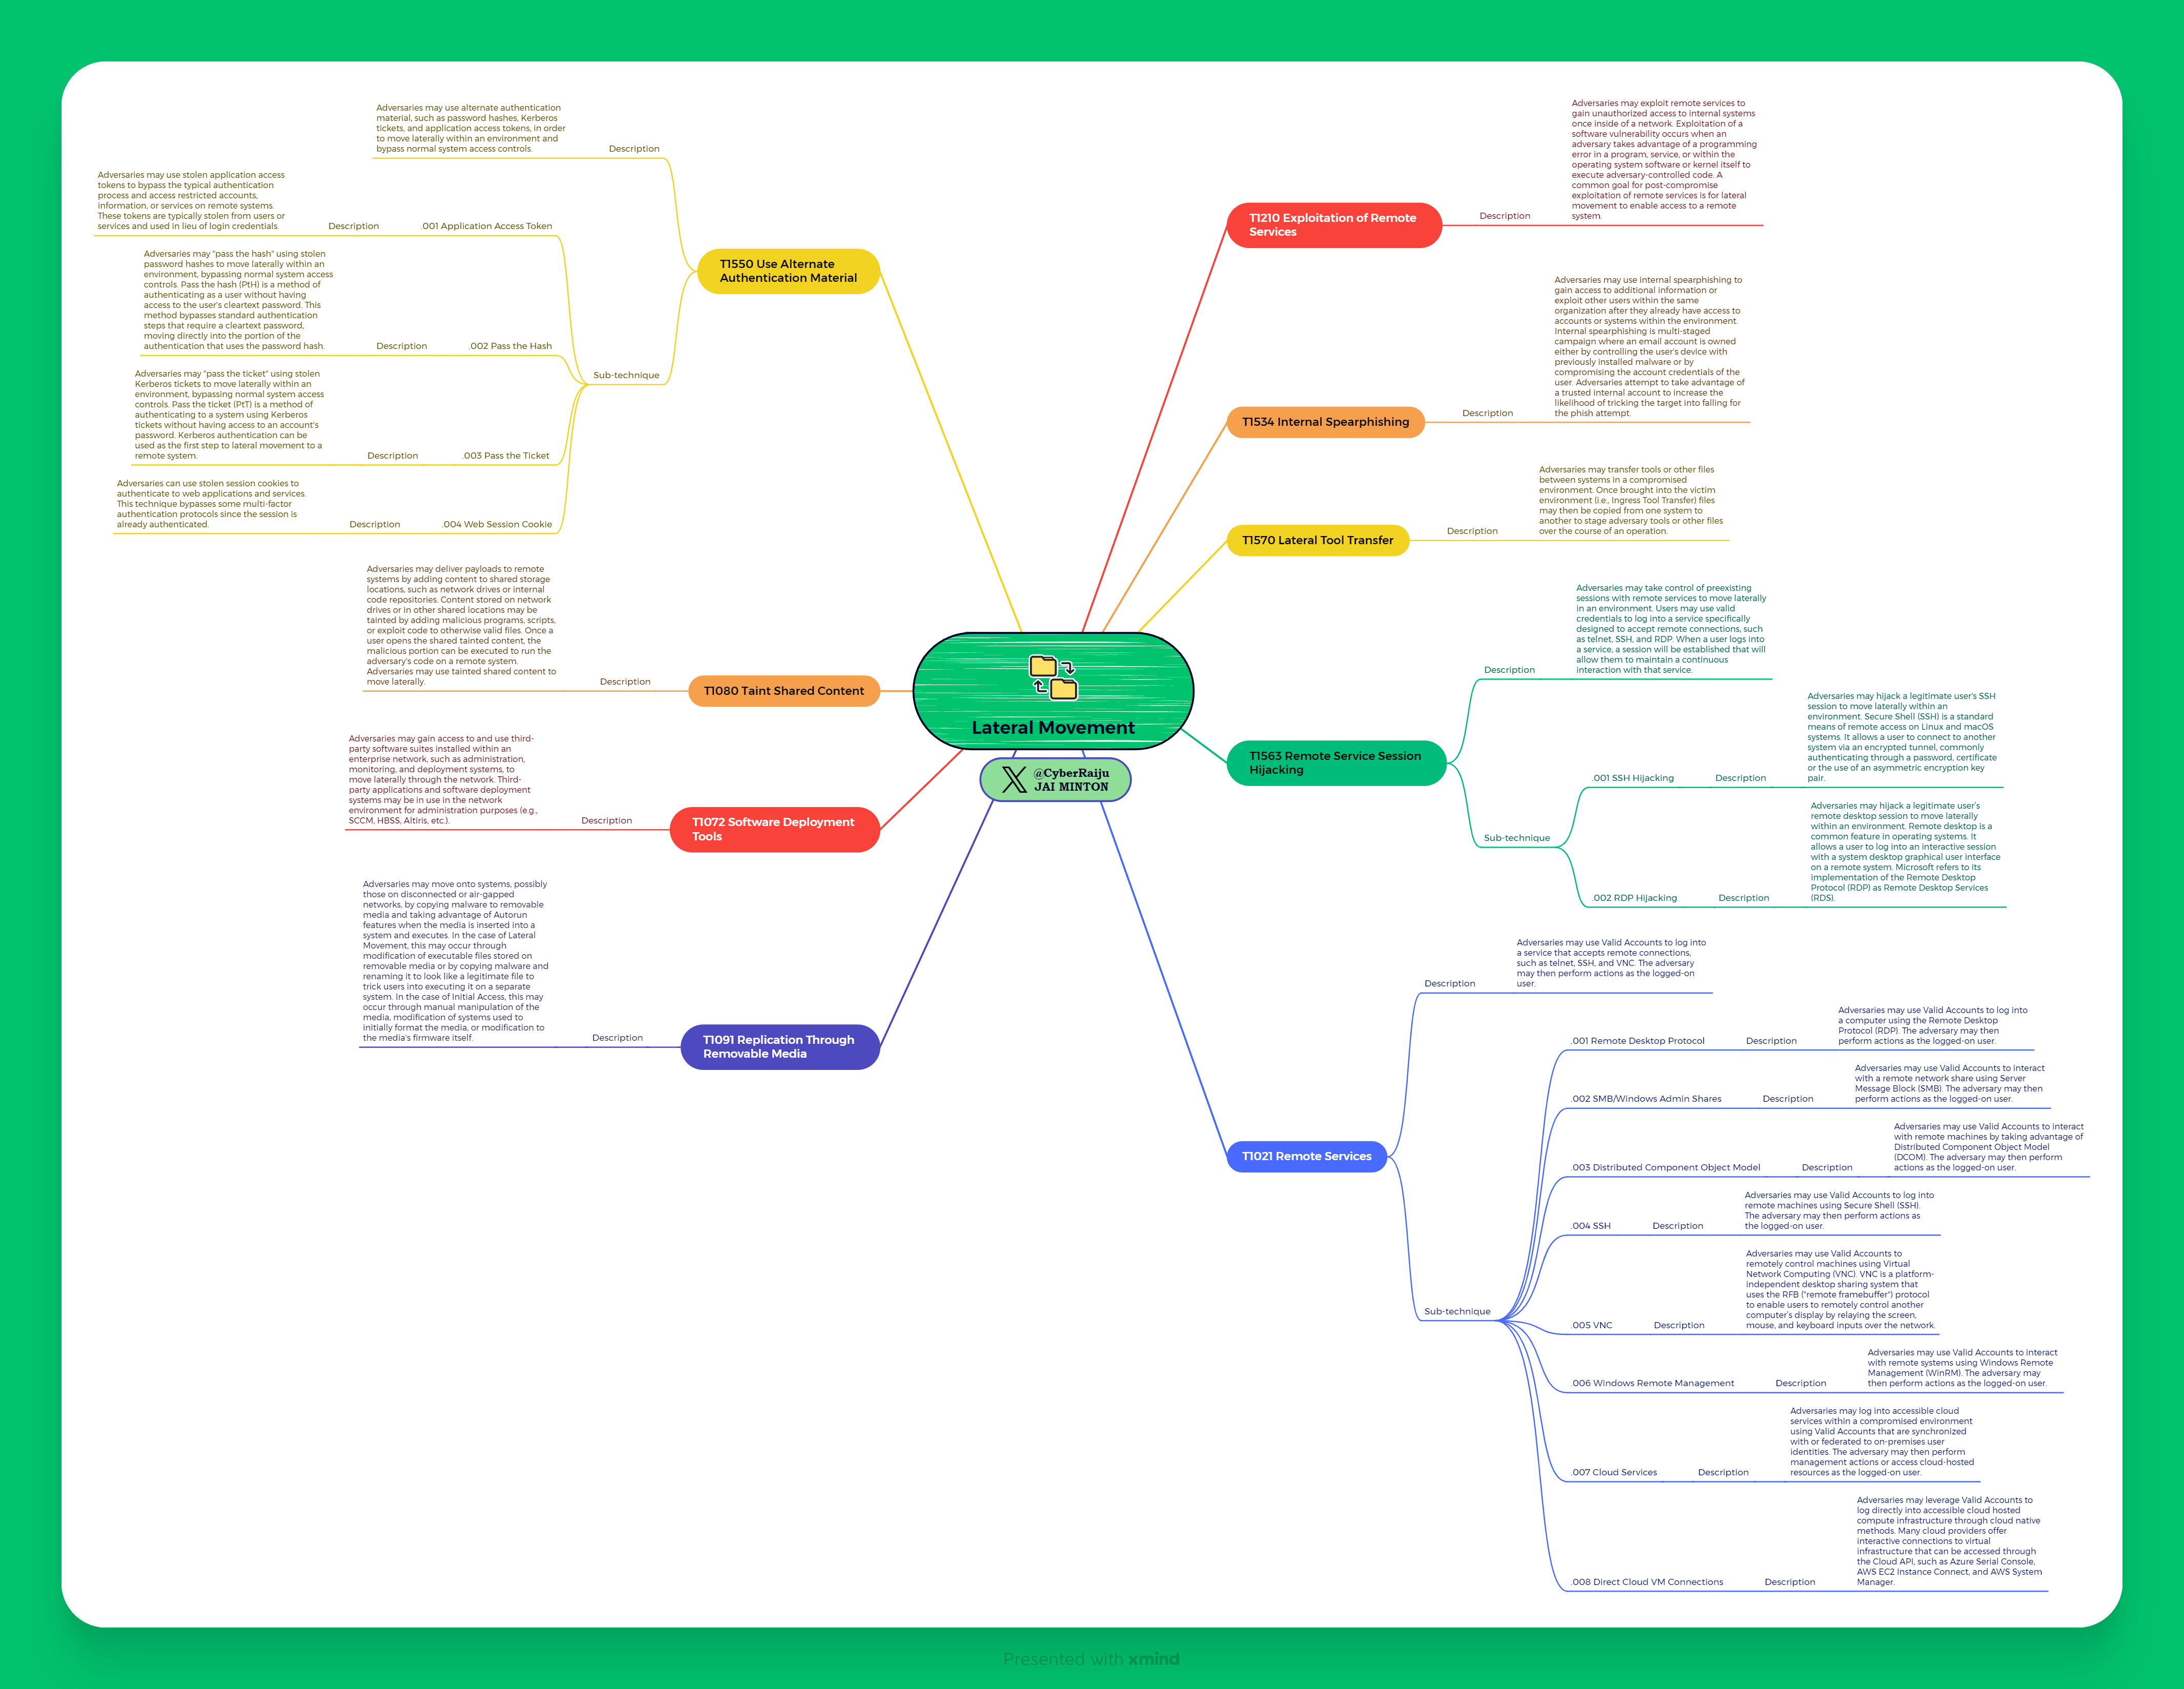 Adversaries may use alternate authentication
material, such as password hashes, Kerberos
tickets, and application access tokens, in order
to move laterally within an environment and
bypass normal system access controls.
Description
Adversaries may use stolen application access
tokens to bypass the typical authentication
process and access restricted accounts,
information, or services on remote systems.
These tokens are typically stolen from users or
services and used in lieu of login credentials.
Description
.001 Application Access Token
Adversaries may "pass the hash" using stolen
password hashes to move laterally within an
environment, bypassing normal system access
controls. Pass the hash (PtH) is a method of
authenticating as a user without having
access to the user's cleartext password. This
method bypasses standard authentication
steps that require a cleartext password,
moving directly into the portion of the
authentication that uses the password hash.
Description
.002 Pass the Hash
Adversaries may "pass the ticket" using stolen
Kerberos tickets to move laterally within an
environment, bypassing normal system access
controls. Pass the ticket (PtT) is a method of
authenticating to a system using Kerberos
tickets without having access to an account's
password. Kerberos authentication can be
used as the first step to lateral movement to a
remote system.
Description
.003 Pass the Ticket
Adversaries can use stolen session cookies to
authenticate to web applications and services.
This technique bypasses some multi-factor
authentication protocols since the session is
already authenticated.
Description
.004 Web Session Cookie
Sub-technique
T1550 Use Alternate
Authentication Material
Adversaries may deliver payloads to remote
systems by adding content to shared storage
locations, such as network drives or internal
code repositories. Content stored on network
drives or in other shared locations may be
tainted by adding malicious programs, scripts,
or exploit code to otherwise valid files. Once a
user opens the shared tainted content, the
malicious portion can be executed to run the
adversary's code on a remote system.
Adversaries may use tainted shared content to
move laterally.
Description
T1080 Taint Shared Content
Adversaries may gain access to and use third-
party software suites installed within an
enterprise network, such as administration,
monitoring, and deployment systems, to
move laterally through the network. Third-
party applications and software deployment
systems may be in use in the network
environment for administration purposes (e.g.,
SCCM, HBSS, Altiris, etc.).
Description
T1072 Software Deployment
Tools
Adversaries may move onto systems, possibly
those on disconnected or air-gapped
networks, by copying malware to removable
media and taking advantage of Autorun
features when the media is inserted into a
system and executes. In the case of Lateral
Movement, this may occur through
modification of executable files stored on
removable media or by copying malware and
renaming it to look like a legitimate file to
trick users into executing it on a separate
system. In the case of Initial Access, this may
occur through manual manipulation of the
media, modification of systems used to
initially format the media, or modification to
the media's firmware itself.
Description
T1091 Replication Through
Removable Media
Lateral Movement
@CyberRaiju
JAI MINTON
T1210 Exploitation of Remote
Services
Description
Adversaries may exploit remote services to
gain unauthorized access to internal systems
once inside of a network. Exploitation of a
software vulnerability occurs when an
adversary takes advantage of a programming
error in a program, service, or within the
operating system software or kernel itself to
execute adversary-controlled code. A
common goal for post-compromise
exploitation of remote services is for lateral
movement to enable access to a remote
system.
T1534 Internal Spearphishing
Description
Adversaries may use internal spearphishing to
gain access to additional information or
exploit other users within the same
organization after they already have access to
accounts or systems within the environment.
Internal spearphishing is multi-staged
campaign where an email account is owned
either by controlling the user's device with
previously installed malware or by
compromising the account credentials of the
user. Adversaries attempt to take advantage of
a trusted internal account to increase the
likelihood of tricking the target into falling for
the phish attempt.
T1570 Lateral Tool Transfer
Description
Adversaries may transfer tools or other files
between systems in a compromised
environment. Once brought into the victim
environment (i.e., Ingress Tool Transfer) files
may then be copied from one system to
another to stage adversary tools or other files
over the course of an operation.
T1563 Remote Service Session
Hijacking
Description
Adversaries may take control of preexisting
sessions with remote services to move laterally
in an environment. Users may use valid
credentials to log into a service specifically
designed to accept remote connections, such
as telnet, SSH, and RDP. When a user logs into
a service, a session will be established that will
allow them to maintain a continuous
interaction with that service.
Sub-technique
.001 SSH Hijacking
Description
Adversaries may hijack a legitimate user's SSH
session to move laterally within an
environment. Secure Shell (SSH) is a standard
means of remote access on Linux and macOS
systems. It allows a user to connect to another
system via an encrypted tunnel, commonly
authenticating through a password, certificate
or the use of an asymmetric encryption key
pair.
.002 RDP Hijacking
Description
Adversaries may hijack a legitimate user's
remote desktop session to move laterally
within an environment. Remote desktop is a
common feature in operating systems. It
allows a user to log into an interactive session
with a system desktop graphical user interface
on a remote system. Microsoft refers to its
implementation of the Remote Desktop
Protocol (RDP) as Remote Desktop Services
(RDS).
T1021 Remote Services
Description
Adversaries may use Valid Accounts to log into
a service that accepts remote connections,
such as telnet, SSH, and VNC. The adversary
may then perform actions as the logged-on
user.
Sub-technique
.001 Remote Desktop Protocol
Description
Adversaries may use Valid Accounts to log into
a computer using the Remote Desktop
Protocol (RDP). The adversary may then
perform actions as the logged-on user.
.002 SMB/Windows Admin Shares
Description
Adversaries may use Valid Accounts to interact
with a remote network share using Server
Message Block (SMB). The adversary may then
perform actions as the logged-on user.
.003 Distributed Component Object Model
Description
Adversaries may use Valid Accounts to interact
with remote machines by taking advantage of
Distributed Component Object Model
(DCOM). The adversary may then perform
actions as the logged-on user.
.004 SSH
Description
Adversaries may use Valid Accounts to log into
remote machines using Secure Shell (SSH).
The adversary may then perform actions as
the logged-on user.
.005 VNC
Description
Adversaries may use Valid Accounts to
remotely control machines using Virtual
Network Computing (VNC). VNC is a platform-
independent desktop sharing system that
uses the RFB ("remote framebuffer") protocol
to enable users to remotely control another
computer's display by relaying the screen,
mouse, and keyboard inputs over the network.
.006 Windows Remote Management
Description
Adversaries may use Valid Accounts to interact
with remote systems using Windows Remote
Management (WinRM). The adversary may
then perform actions as the logged-on user.
.007 Cloud Services
Description
Adversaries may log into accessible cloud
services within a compromised environment
using Valid Accounts that are synchronized
with or federated to on-premises user
identities. The adversary may then perform
management actions or access cloud-hosted
resources as the logged-on user.
.008 Direct Cloud VM Connections
Description
Adversaries may leverage Valid Accounts to
log directly into accessible cloud hosted
compute infrastructure through cloud native
methods. Many cloud providers offer
interactive connections to virtual
infrastructure that can be accessed through
the Cloud API, such as Azure Serial Console,
AWS EC2 Instance Connect, and AWS System
Manager.
Presented with xmind